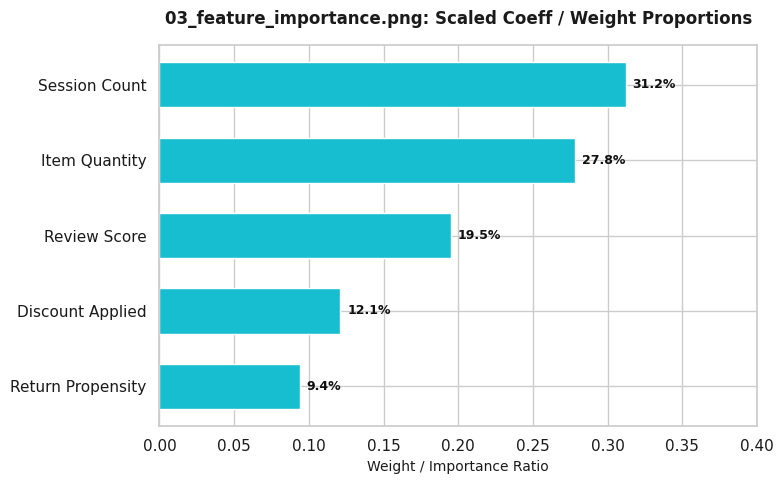 03_feature_importance.png: Scaled Coeff / Weight Proportions
Session Count
31.2%
Item Quantity
27.8%
Review Score
19.5%
Discount Applied
12.1%
Return Propensity
9.4%
0.00 0.05 0.10 0.15 0.20 0.25 0.30 0.35 0.40
Weight / Importance Ratio